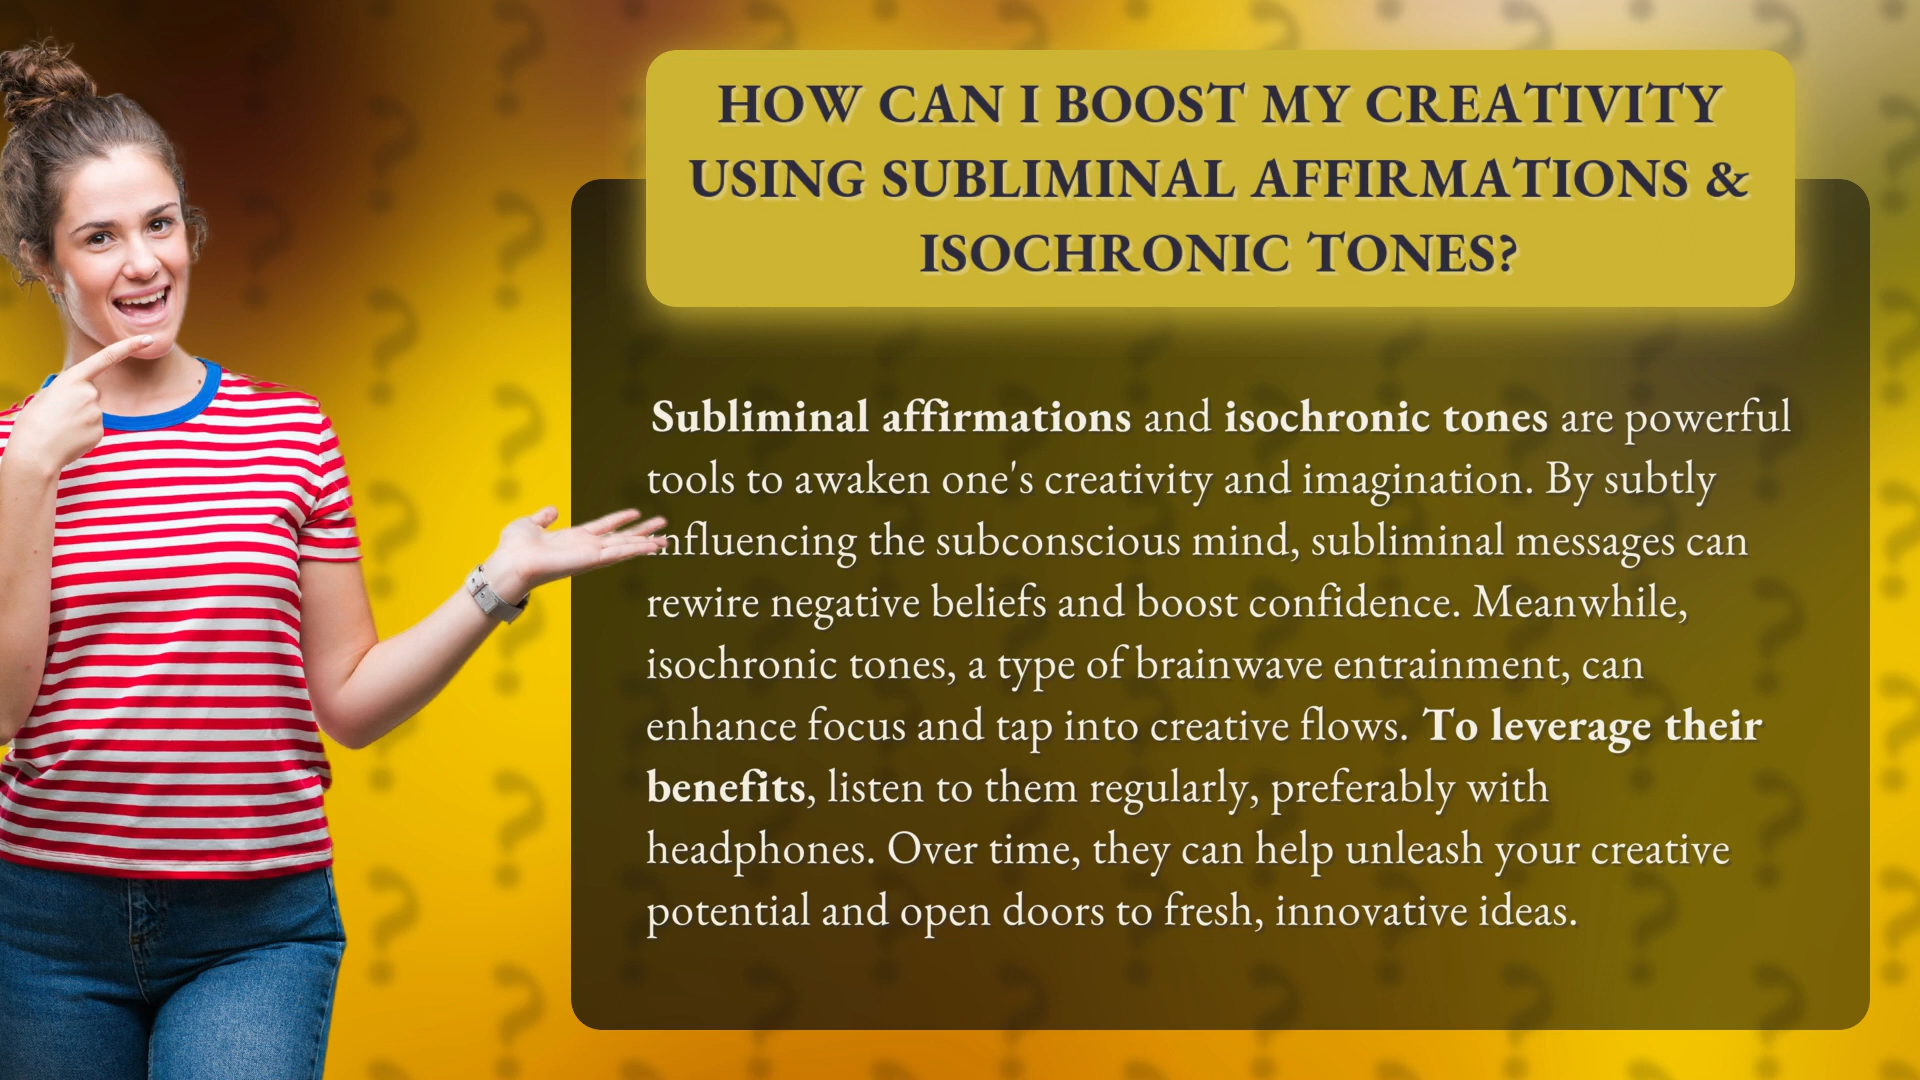 HOW CAN I BOOST MY CREATIVITY
USING SUBLIMINAL AFFIRMATIONS &
ISOCHRONIC TONES?
Subliminal affirmations and isochronic tones are powerful
tools to awaken one's creativity and imagination. By subtly
influencing the subconscious mind, subliminal messages can
rewire negative beliefs and boost confidence. Meanwhile,
isochronic tones, a type of brainwave entrainment, can
enhance focus and tap into creative flows. To leverage their
benefits, listen to them regularly, preferably with
headphones. Over time, they can help unleash your creative
potential and open doors to fresh, innovative ideas.